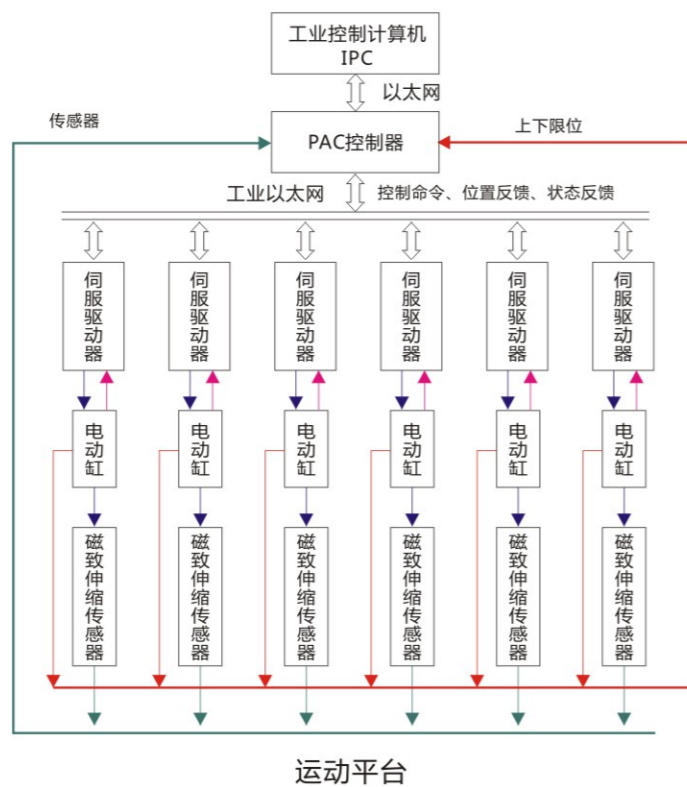 工业控制计算机
IPC
以太网
传感器
上下限位
PAC控制器
工业以太网
控制命令、位置反馈、状态反馈
伺服驱动器
伺服驱动器
伺服驱动器
伺服驱动器
伺服驱动器
伺服驱动器
电动缸
电动缸
电动缸
电动缸
电动缸
电动缸
磁致伸缩传感器
磁致伸缩传感器
磁致伸缩传感器
磁致伸缩传感器
磁致伸缩传感器
磁致伸缩传感器
运动平台